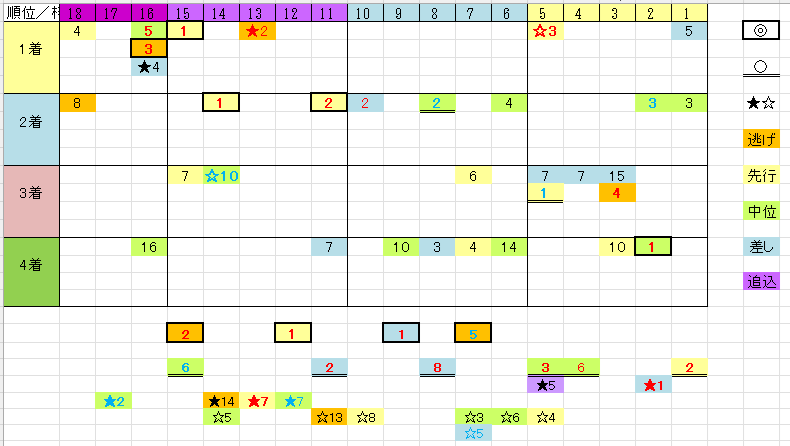 順位／枠 18 17 16 15 14 13 12 11 10 9 8 7 6 5 4 3 2 1
1着 4 5 1 ★2 ☆3 5 ◎
3
★4 ○
2着 8 1 2 2 2 4 3 3 ★☆
逃げ
3着 7 ☆10 6 7 7 15 先行
1 4
中位
4着 16 7 10 3 4 14 10 1 差し
追込
2 1 1 5
6 2 8 3 6 2
★5 ★1
★2 ★14 ★7 ★7
☆5 ☆13 ☆8 ☆3 ☆6 ☆4
☆5